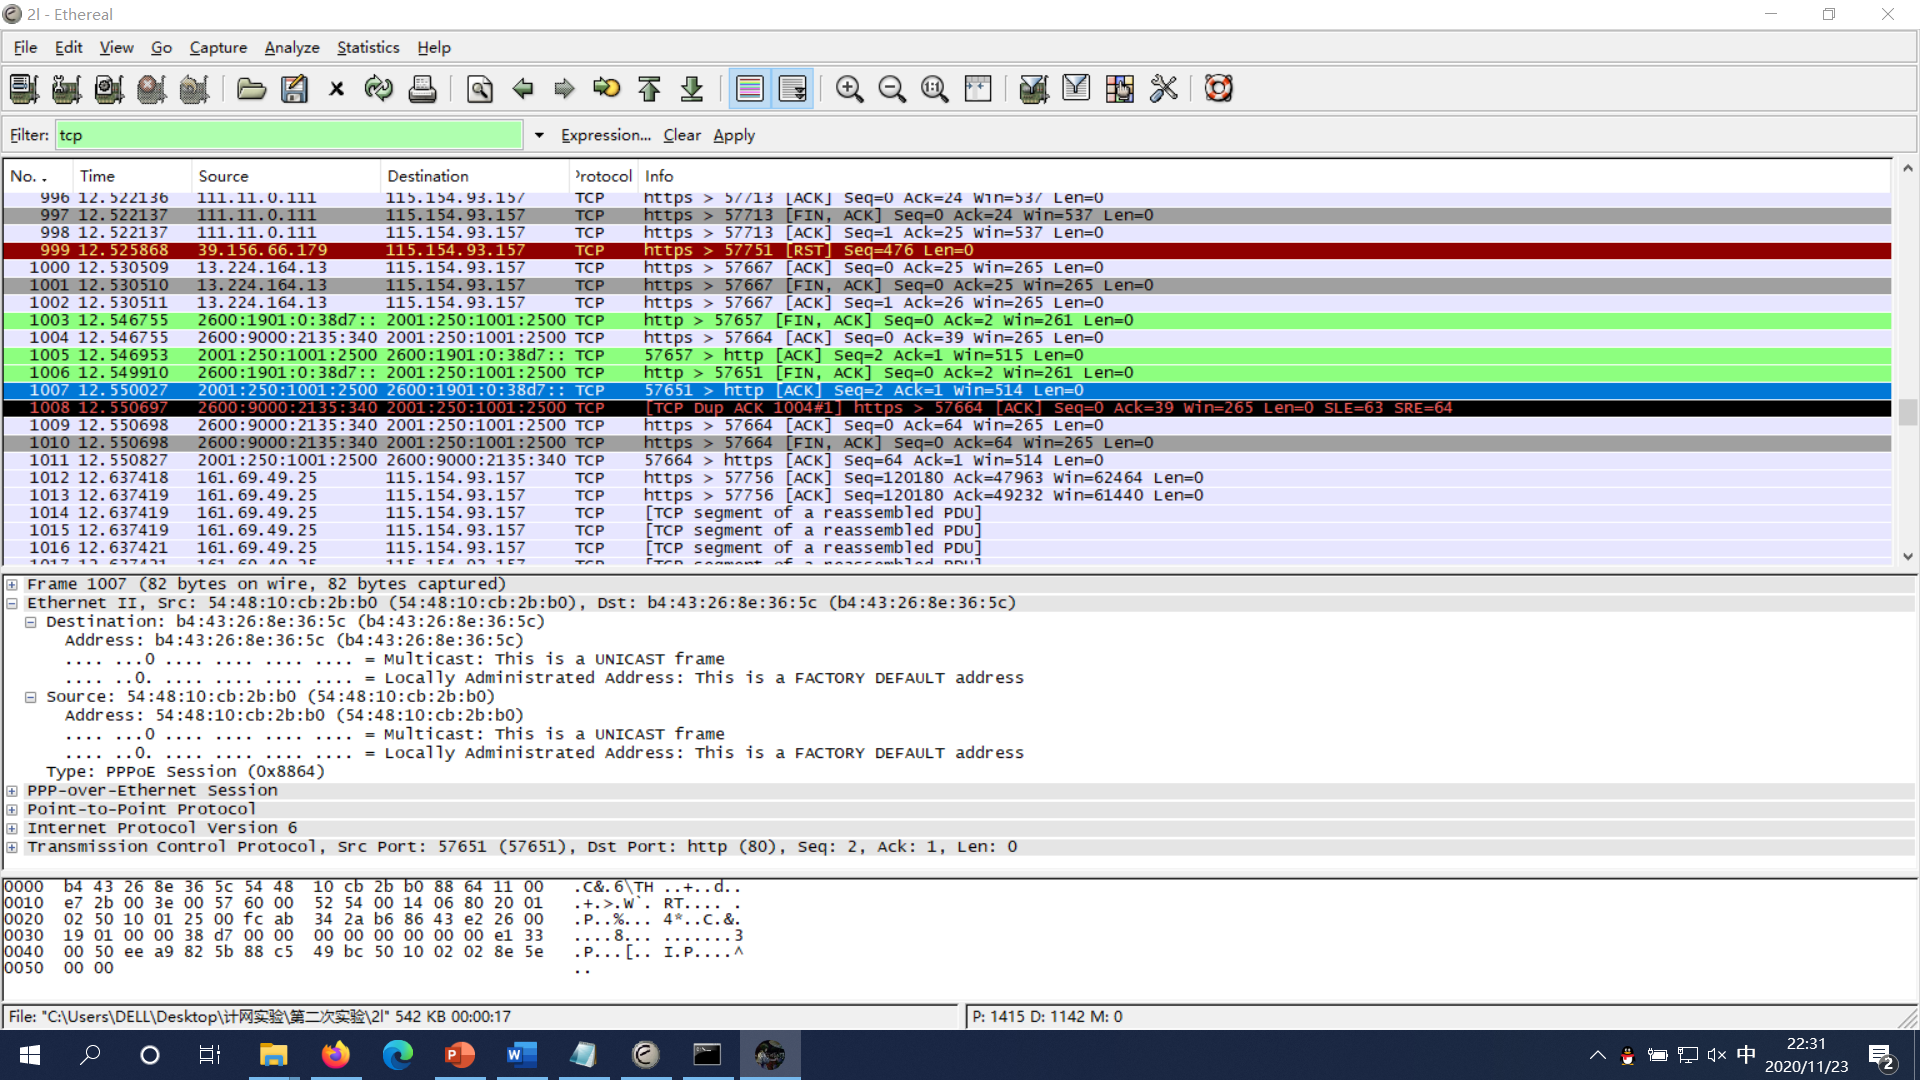 2l - Ethereal
File Edit View Go Capture Analyze Statistics Help
Filter: tcp Expression... Clear Apply
No. . Time Source Destination Protocol Info
996 12.522136 111.11.0.111 115.154.93.157 TCP https > 57713 [ACK] Seq=0 Ack=24 Win=537 Len=0
997 12.522137 111.11.0.111 115.154.93.157 TCP https > 57713 [FIN, ACK] Seq=0 Ack=24 Win=537 Len=0
998 12.522137 111.11.0.111 115.154.93.157 TCP https > 57713 [ACK] Seq=1 Ack=25 Win=537 Len=0
999 12.525868 39.156.66.179 115.154.93.157 TCP https > 57751 [RST] Seq=476 Len=0
1000 12.530509 13.224.164.13 115.154.93.157 TCP https > 57667 [ACK] Seq=0 Ack=25 Win=265 Len=0
1001 12.530510 13.224.164.13 115.154.93.157 TCP https > 57667 [FIN, ACK] Seq=0 Ack=25 Win=265 Len=0
1002 12.530511 13.224.164.13 115.154.93.157 TCP https > 57667 [ACK] Seq=1 Ack=26 Win=265 Len=0
1003 12.546755 2600:1901:0:38d7:: 2001:250:1001:2500 TCP http > 57657 [FIN, ACK] Seq=0 Ack=2 Win=261 Len=0
1004 12.546755 2600:9000:2135:340 2001:250:1001:2500 TCP https > 57664 [ACK] Seq=0 Ack=39 Win=265 Len=0
1005 12.546953 2001:250:1001:2500 2600:1901:0:38d7:: TCP 57657 > http [ACK] Seq=2 Ack=1 Win=515 Len=0
1006 12.549910 2600:1901:0:38d7:: 2001:250:1001:2500 TCP http > 57651 [FIN, ACK] Seq=0 Ack=2 Win=261 Len=0
1007 12.550027 2001:250:1001:2500 2600:1901:0:38d7:: TCP 57651 > http [ACK] Seq=2 Ack=1 Win=514 Len=0
1008 12.550697 2600:9000:2135:340 2001:250:1001:2500 TCP [TCP Dup ACK 1004#1] https > 57664 [ACK] Seq=0 Ack=39 Win=265 Len=0 SLE=63 SRE=64
1009 12.550698 2600:9000:2135:340 2001:250:1001:2500 TCP https > 57664 [ACK] Seq=0 Ack=64 Win=265 Len=0
1010 12.550698 2600:9000:2135:340 2001:250:1001:2500 TCP https > 57664 [FIN, ACK] Seq=0 Ack=64 Win=265 Len=0
1011 12.550827 2001:250:1001:2500 2600:9000:2135:340 TCP 57664 > https [ACK] Seq=64 Ack=1 Win=514 Len=0
1012 12.637418 161.69.49.25 115.154.93.157 TCP https > 57756 [ACK] Seq=120180 Ack=47963 Win=62464 Len=0
1013 12.637419 161.69.49.25 115.154.93.157 TCP https > 57756 [ACK] Seq=120180 Ack=49232 Win=61440 Len=0
1014 12.637419 161.69.49.25 115.154.93.157 TCP [TCP segment of a reassembled PDU]
1015 12.637419 161.69.49.25 115.154.93.157 TCP [TCP segment of a reassembled PDU]
1016 12.637421 161.69.49.25 115.154.93.157 TCP [TCP segment of a reassembled PDU]
1017 12.637421 161.69.49.25 115.154.93.157 TCP [TCP segment of a reassembled PDU]
Frame 1007 (82 bytes on wire, 82 bytes captured)
Ethernet II, Src: 54:48:10:cb:2b:b0 (54:48:10:cb:2b:b0), Dst: b4:43:26:8e:36:5c (b4:43:26:8e:36:5c)
Destination: b4:43:26:8e:36:5c (b4:43:26:8e:36:5c)
Address: b4:43:26:8e:36:5c (b4:43:26:8e:36:5c)
.... ...0 .... .... .... .... = Multicast: This is a UNICAST frame
.... ..0. .... .... .... .... = Locally Administrated Address: This is a FACTORY DEFAULT address
Source: 54:48:10:cb:2b:b0 (54:48:10:cb:2b:b0)
Address: 54:48:10:cb:2b:b0 (54:48:10:cb:2b:b0)
.... ...0 .... .... .... .... = Multicast: This is a UNICAST frame
.... ..0. .... .... .... .... = Locally Administrated Address: This is a FACTORY DEFAULT address
Type: PPPoE Session (0x8864)
PPP-over-Ethernet Session
Point-to-Point Protocol
Internet Protocol Version 6
Transmission Control Protocol, Src Port: 57651 (57651), Dst Port: http (80), Seq: 2, Ack: 1, Len: 0
0000 b4 43 26 8e 36 5c 54 48 10 cb 2b b0 88 64 11 00 .C&.6\TH ..+..d..
0010 e7 2b 00 3e 00 57 60 00 52 54 00 14 06 80 20 01 .+.>.W`. RT.... .
0020 02 50 10 01 25 00 fc ab 34 2a b6 86 43 e2 26 00 .P..%... 4*..C.&.
0030 19 01 00 00 38 d7 00 00 00 00 00 00 00 00 e1 33 ....8... .......3
0040 00 50 ee a9 82 5b 88 c5 49 bc 50 10 02 02 8e 5e .P...[.. I.P....^
0050 00 00 ..
File: "C:\Users\DELL\Desktop\计网实验\第二次实验\2l" 542 KB 00:00:17 P: 1415 D: 1142 M: 0
中 22:31
2020/11/23 2